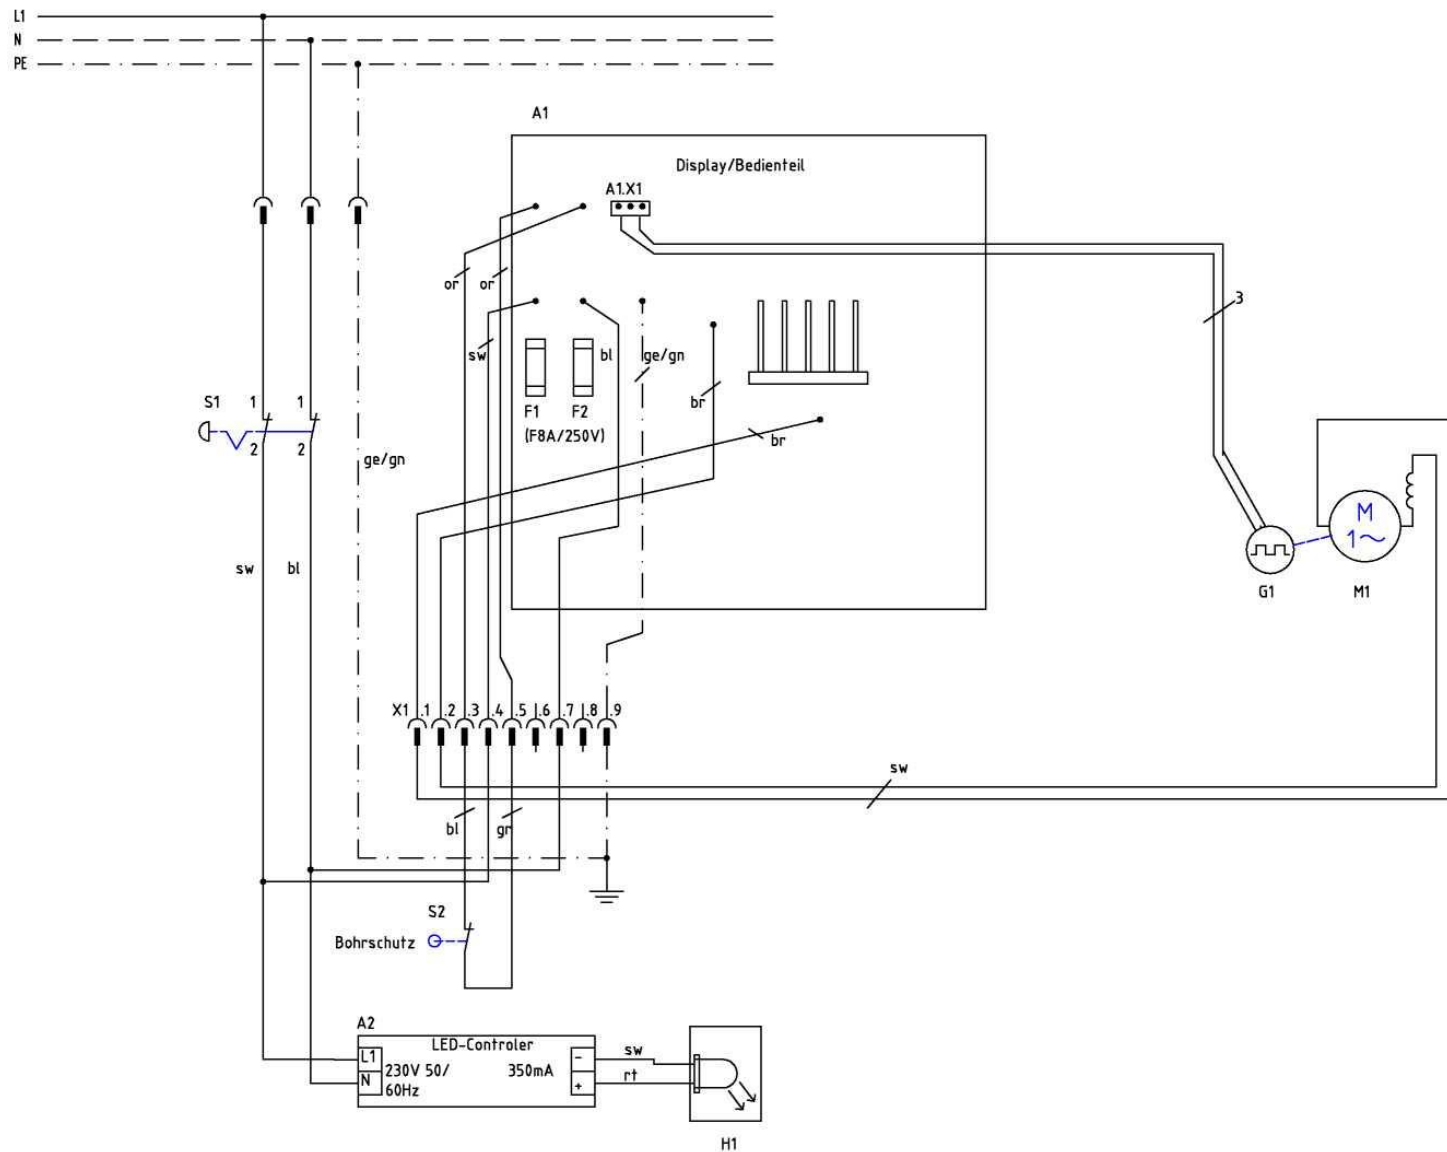 L1
N
PE
A1
Display/Bedienteil
A1.X1
or
or
3
sw
bl
ge/gn
br
S1
1
1
F1
F2
(F8A/250V)
br
2
2
ge/gn
M
1~
sw
bl
G1
M1
X1
.1
.2
.3
.4
.5
.6
.7
.8
.9
sw
bl
gr
S2
Bohrschutz
A2
LED-Controler
L1
230V 50/
60Hz
350mA
-
sw
N
+
rt
H1